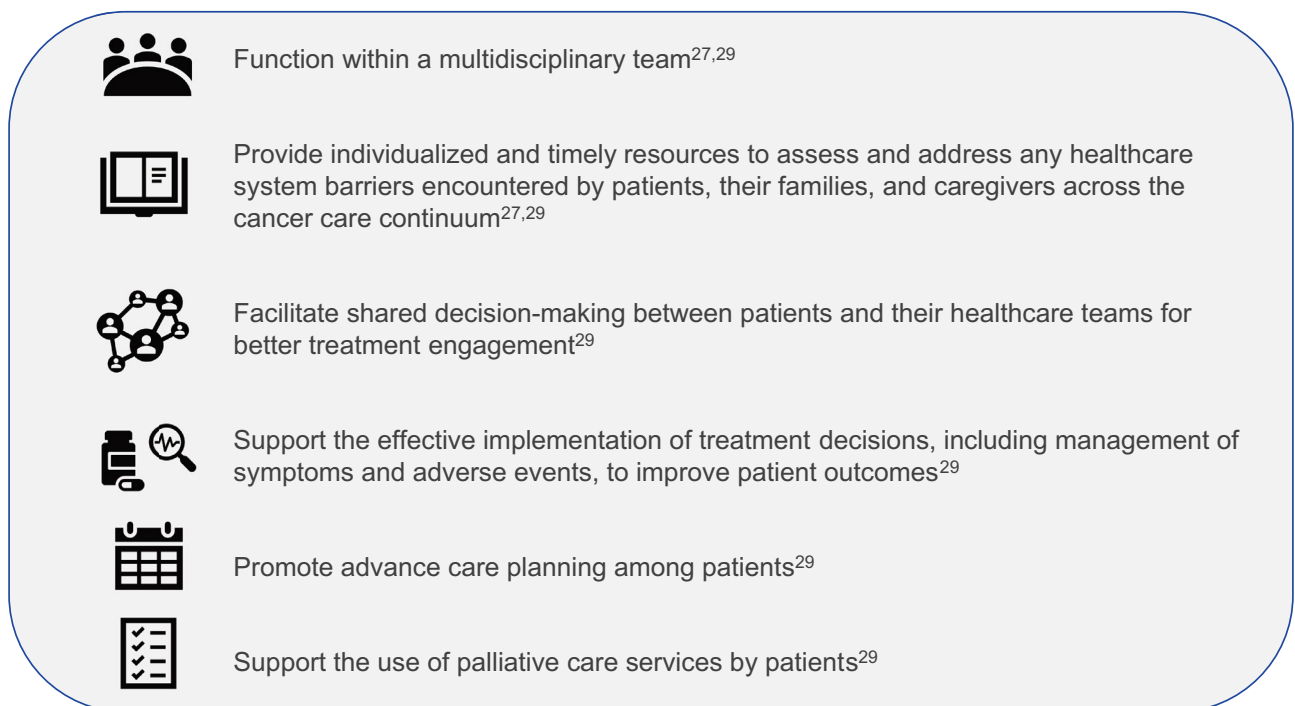 Function within a multidisciplinary team27,29
Provide individualized and timely resources to assess and address any healthcare
system barriers encountered by patients, their families, and caregivers across the
cancer care continuum27,29
Facilitate shared decision-making between patients and their healthcare teams for
better treatment engagement29
Support the effective implementation of treatment decisions, including management of
symptoms and adverse events, to improve patient outcomes29
Promote advance care planning among patients29
Support the use of palliative care services by patients29